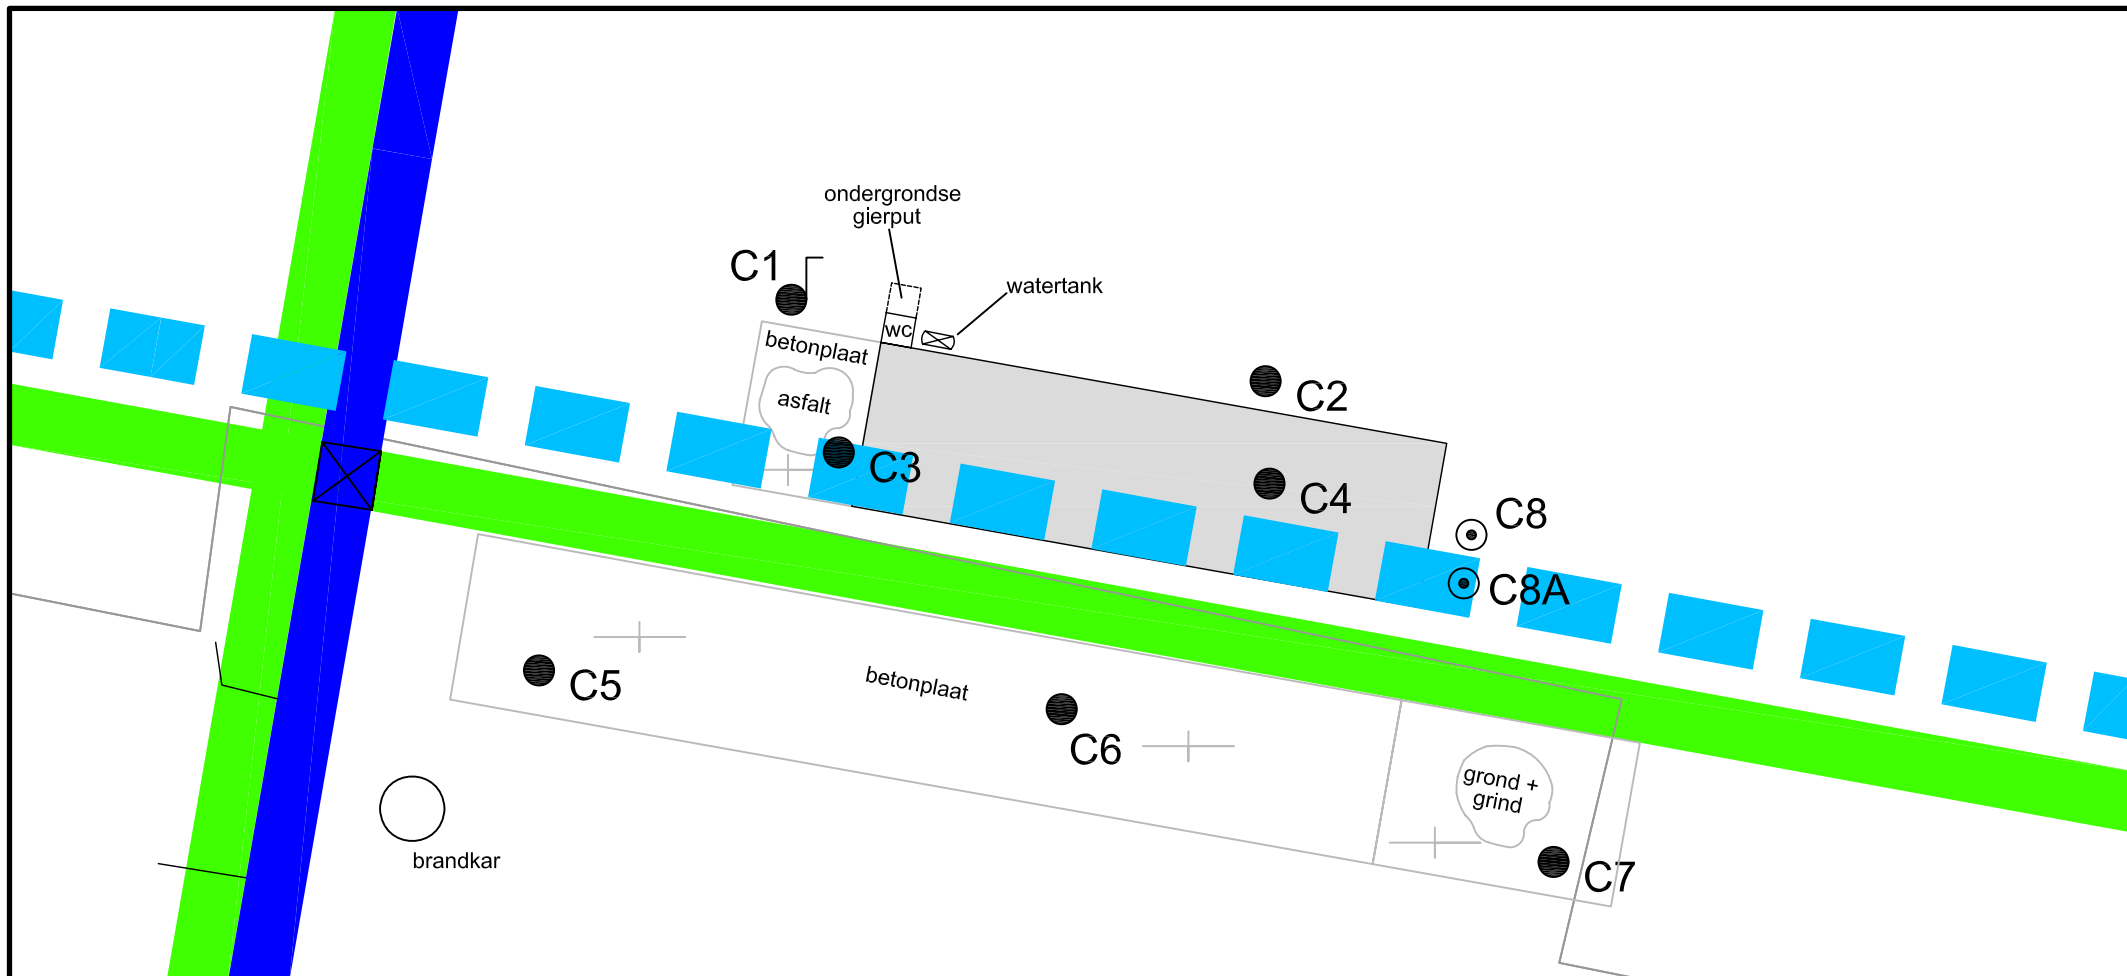 ondergrondse
gierput
C1
watertank
wc
betonplaat
asfalt
C2
C3
C4
C8
C8A
C5
betonplaat
C6
grond +
grind
brandkar
C7